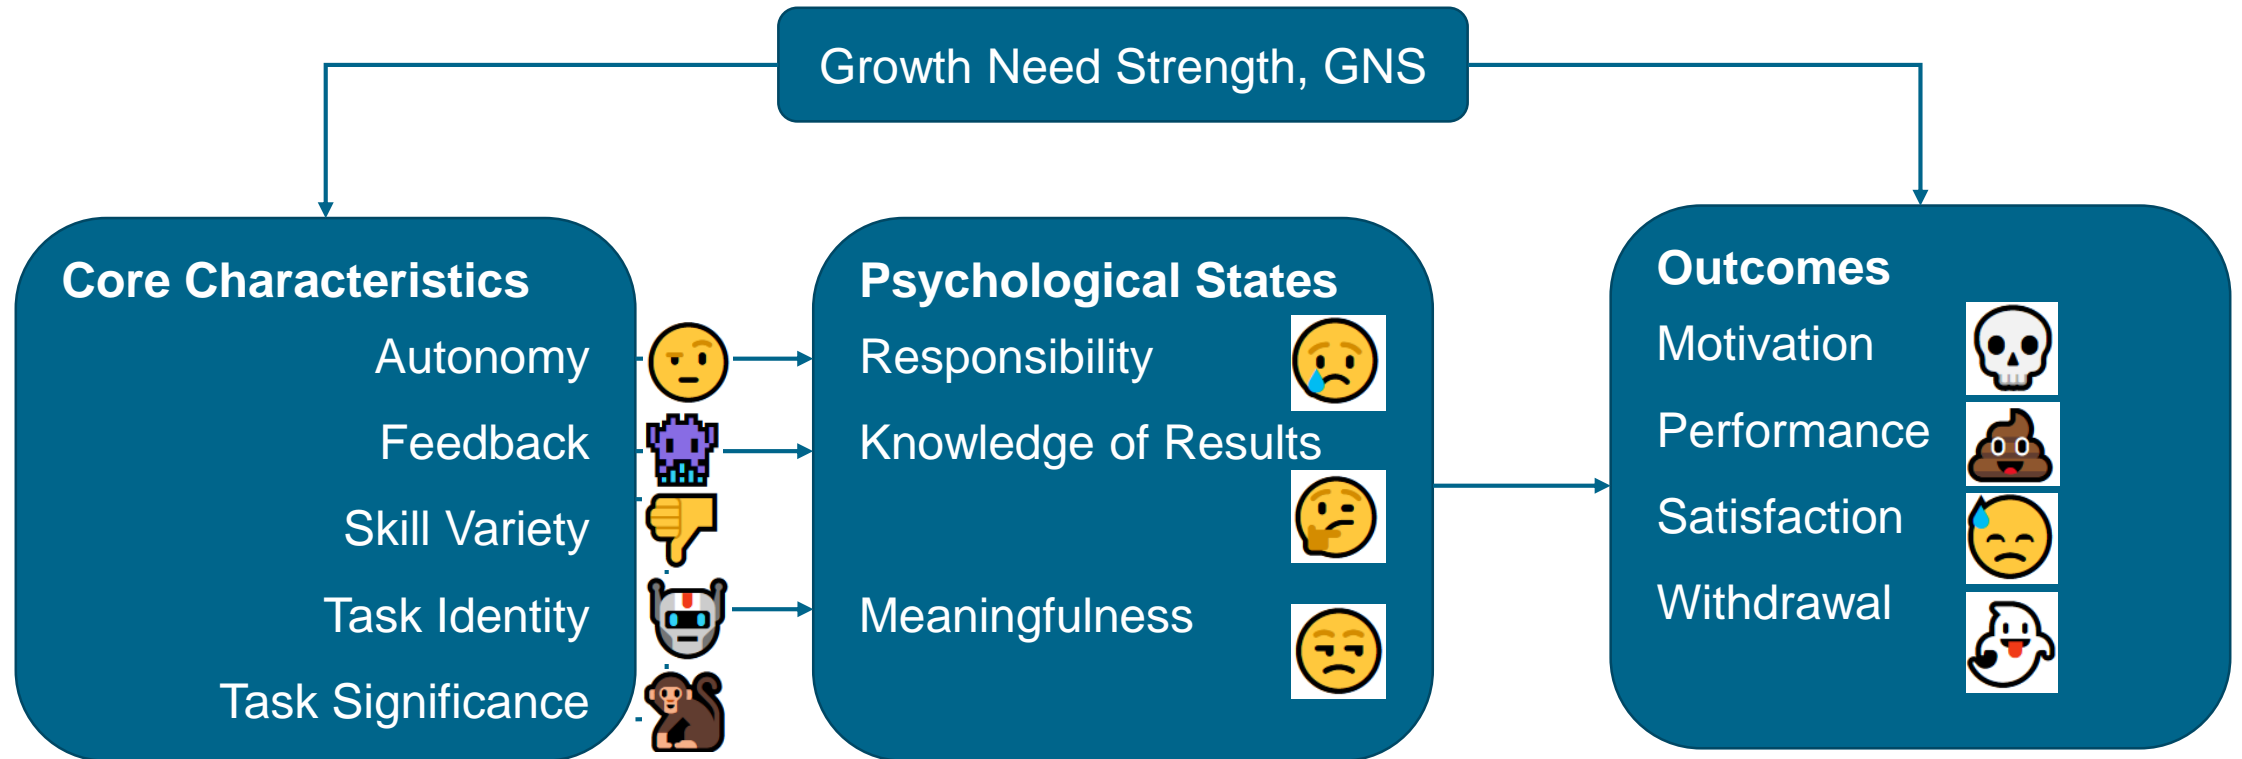 Growth Need Strength, GNS
Core Characteristics
Autonomy
Feedback
Skill Variety
Task Identity
Task Significance
Psychological States
Responsibility
Knowledge of Results
Meaningfulness
Outcomes
Motivation
Performance
Satisfaction
Withdrawal